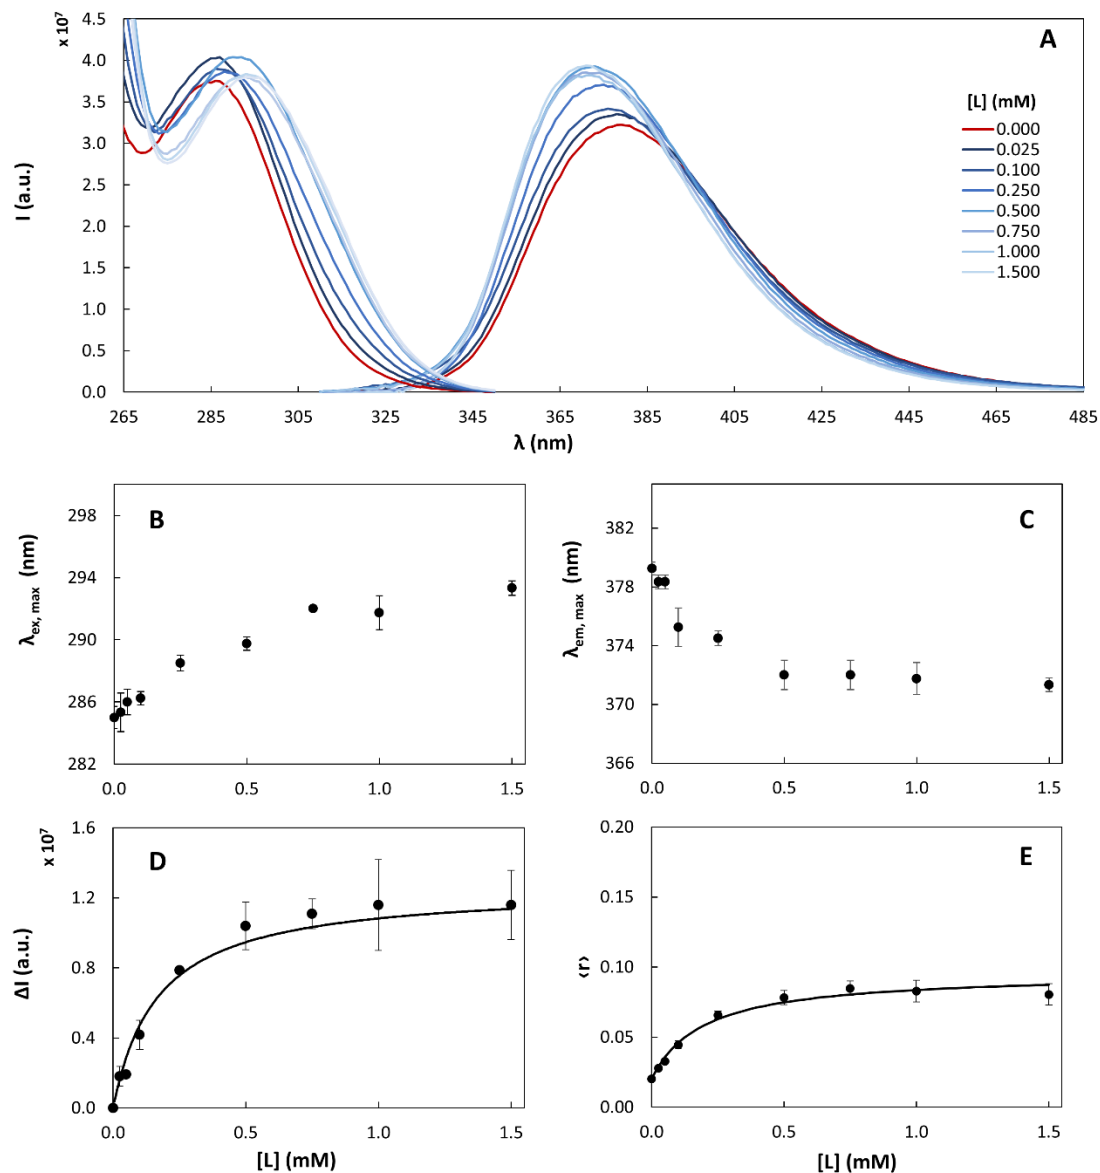 x 10⁷
4.5
4.0
3.5
3.0
2.5
2.0
1.5
1.0
0.5
0.0
I (a.u.)
A
[L] (mM)
0.000
0.025
0.100
0.250
0.500
0.750
1.000
1.500
265 285 305 325 345 365 385 405 425 445 465 485
λ (nm)
B
λex, max (nm)
298
294
290
286
282
0.0 0.5 1.0 1.5
C
λem, max (nm)
382
378
374
370
366
0.0 0.5 1.0 1.5
x 10⁷
D
ΔI (a.u.)
1.6
1.2
0.8
0.4
0.0
0.0 0.5 1.0 1.5
[L] (mM)
E
‹r›
0.20
0.15
0.10
0.05
0.00
0.0 0.5 1.0 1.5
[L] (mM)